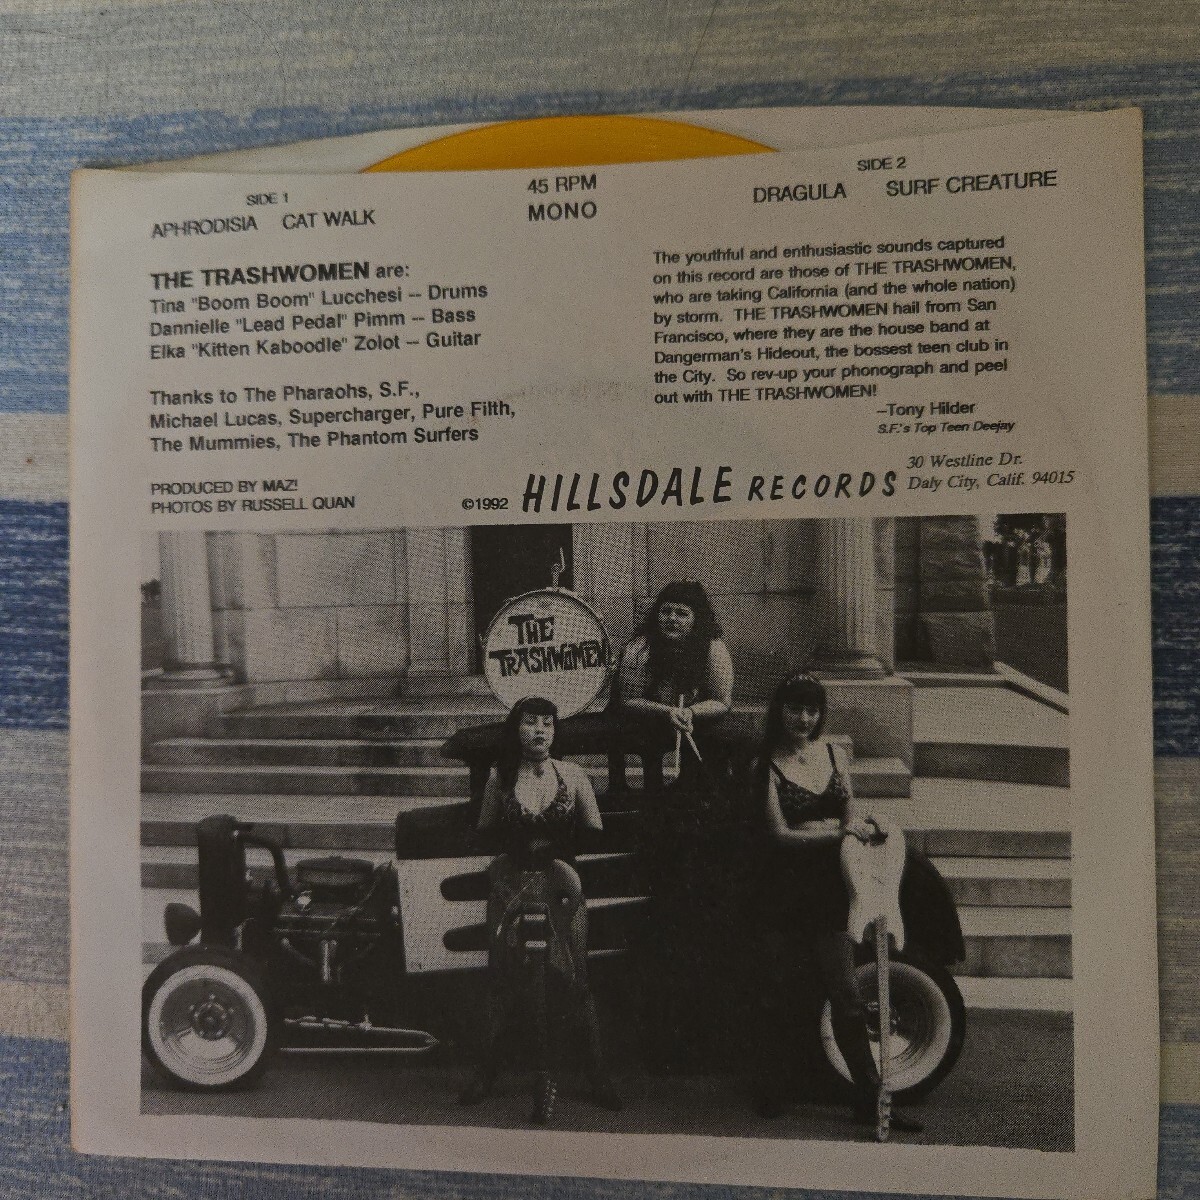 SIDE 1
APHRODISIA CAT WALK
45 RPM
MONO
SIDE 2
DRAGULA SURF CREATURE
THE TRASHWOMEN are:
Tina "Boom Boom" Lucchesi -- Drums
Dannielle "Lead Pedal" Pimm -- Bass
Elka "Kitten Kaboodle" Zolot -- Guitar
Thanks to The Pharaohs, S.F.,
Michael Lucas, Supercharger, Pure Filth,
The Mummies, The Phantom Surfers
PRODUCED BY MAZ!
PHOTOS BY RUSSELL QUAN
The youthful and enthusiastic sounds captured
on this record are those of THE TRASHWOMEN,
who are taking California (and the whole nation)
by storm. THE TRASHWOMEN hail from San
Francisco, where they are the house band at
Dangerman's Hideout, the bossest teen club in
the City. So rev-up your phonograph and peel
out with THE TRASHWOMEN!
--Tony Hilder
S.F.'s Top Teen Deejay
©1992 HILLSDALE RECORDS
30 Westline Dr.
Daly City, Calif. 94015
THE
TRASHWOMEN